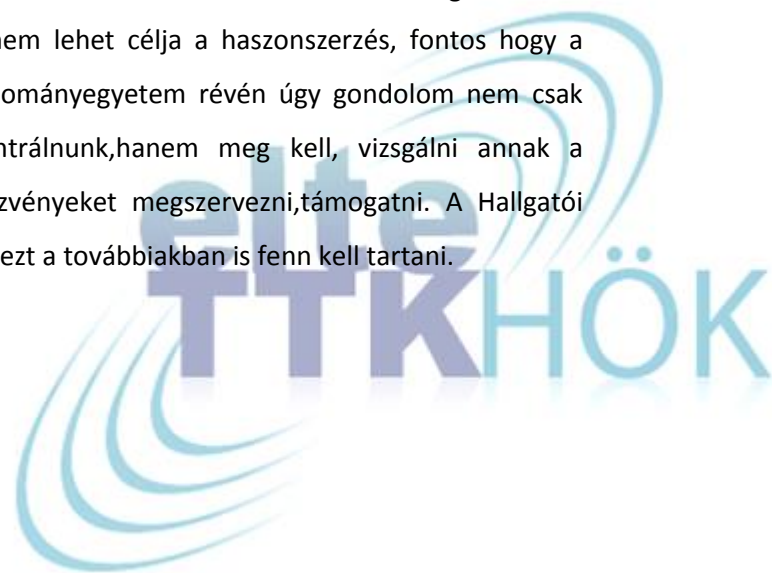 nem lehet célja a haszonszerzés, fontos hogy a
ományegyetem révén úgy gondolom nem csak
ntrálnunk,hanem meg kell, vizsgálni annak a
zvényeket megszervezni,támogatni. A Hallgatói
ezt a továbbiakban is fenn kell tartani.
elte
TTKHÖK